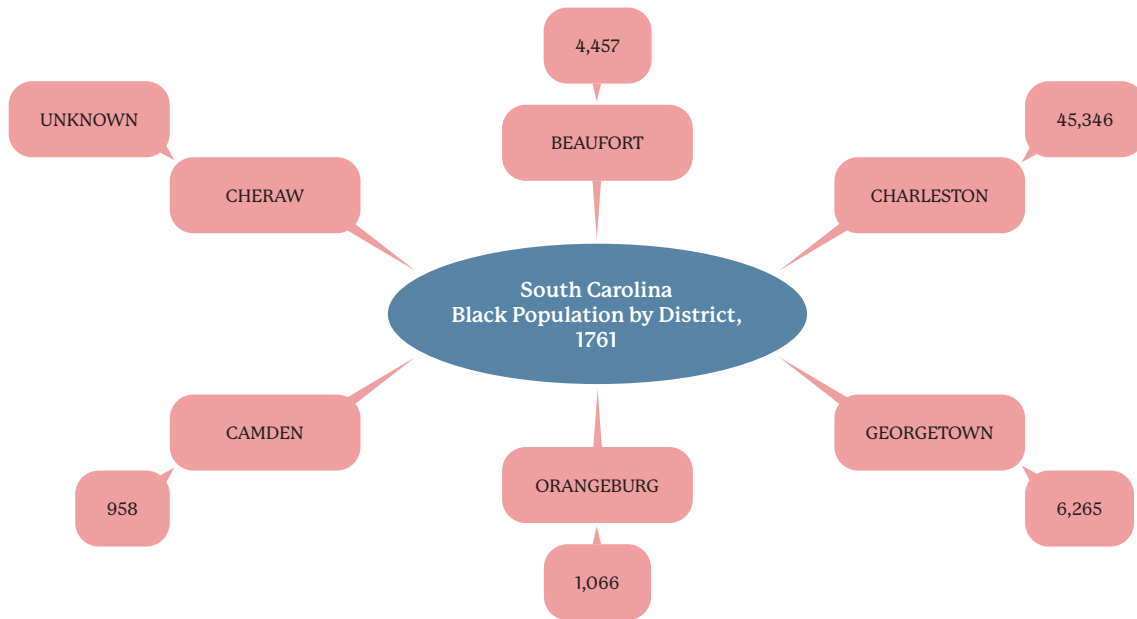 4,457
UNKNOWN
BEAUFORT
45,346
CHERAW
CHARLESTON
South Carolina
Black Population by District,
1761
CAMDEN
GEORGETOWN
ORANGEBURG
958
6,265
1,066